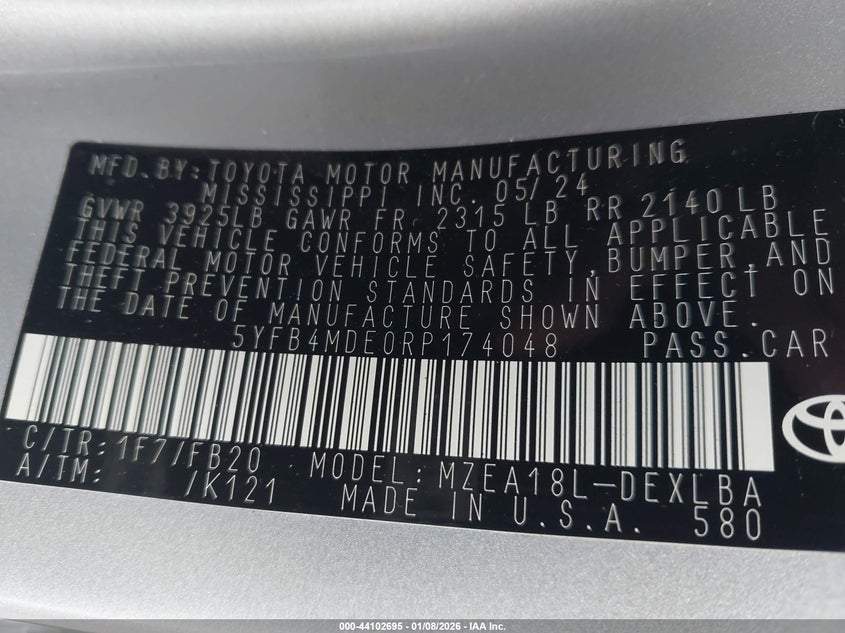 MFD.BY:TOYOTA MOTOR MANUFACTURING
MISSISSIPPI INC. 05/24
GVWR 3925LB GAWR FR. 2315 LB RR 2140 LB
THIS VEHICLE CONFORMS TO ALL APPLICABLE
FEDERAL MOTOR VEHICLE SAFETY,BUMPER,AND
THEFT PREVENTION STANDARDS IN EFFECT ON
THE DATE OF MANUFACTURE SHOWN ABOVE.
5YFB4MDE0RP174048 PASS.CAR
C/TR:1F7/FB20 MODEL:MZEA18L-DEXLBA
A/TM: /K121 MADE IN U.S.A. 580
000-44102695 - 01/08/2026 - IAA Inc.